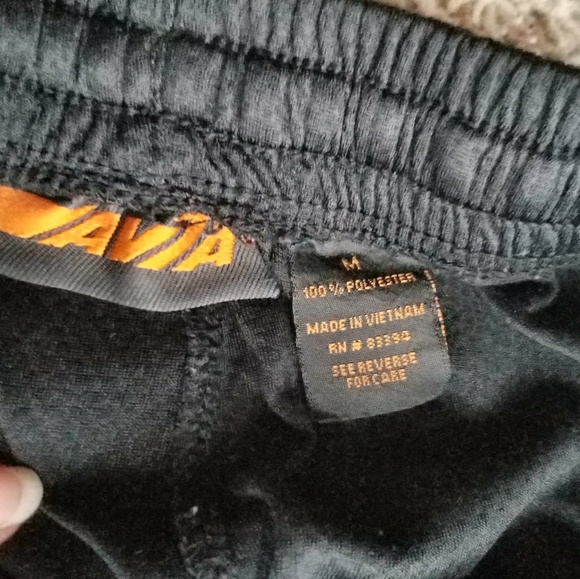 AVIA
M
100% POLYESTER
MADE IN VIETNAM
RN # 83398
SEE REVERSE
FOR CARE